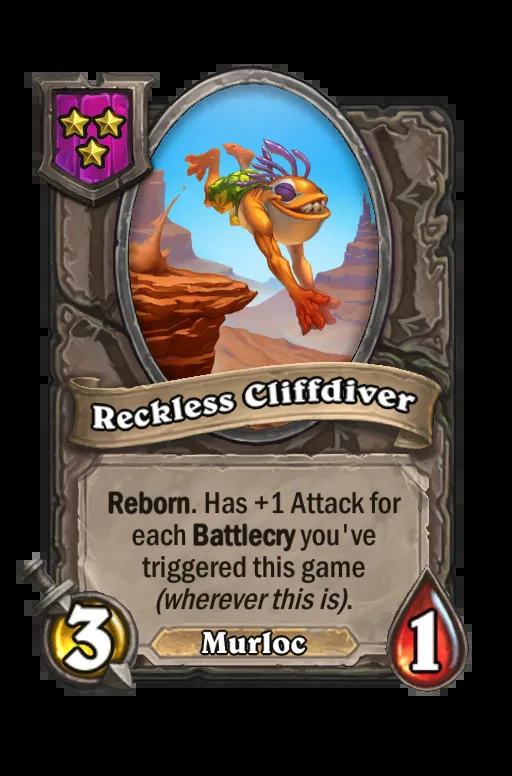 Reckless Cliffdiver
Reborn. Has +1 Attack for
each Battlecry you've
triggered this game
(wherever this is).
3
Murloc
1